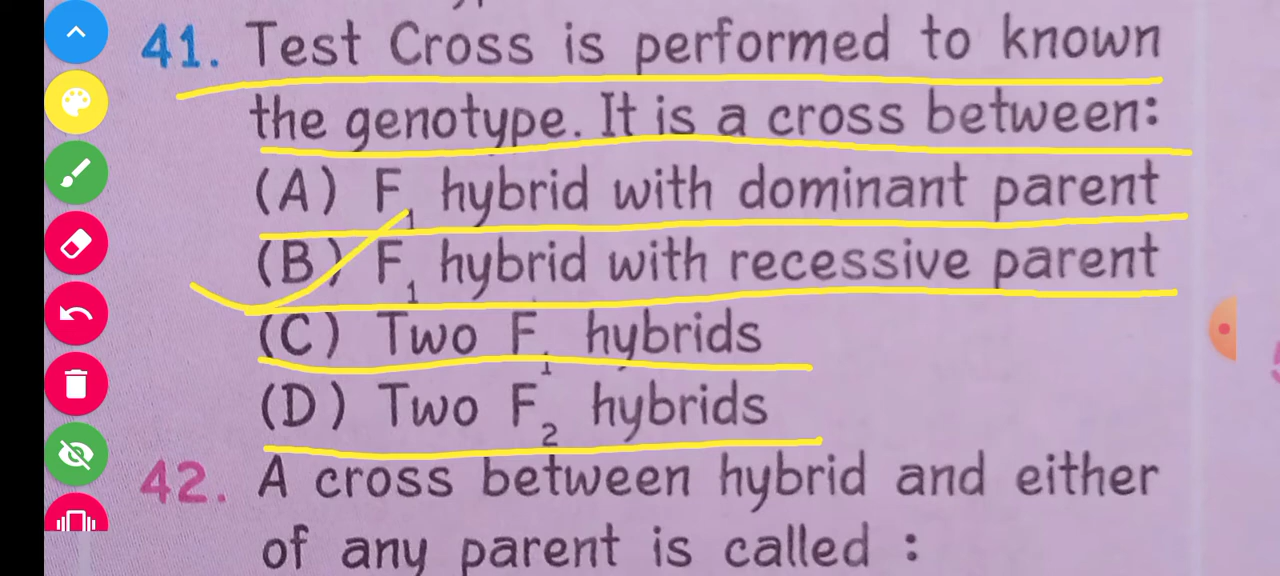 41. Test Cross is performed to known
the genotype. It is a cross between:
(A) F₁ hybrid with dominant parent
(B) F₁ hybrid with recessive parent
(C) Two F₁ hybrids
(D) Two F₂ hybrids
42. A cross between hybrid and either
of any parent is called :